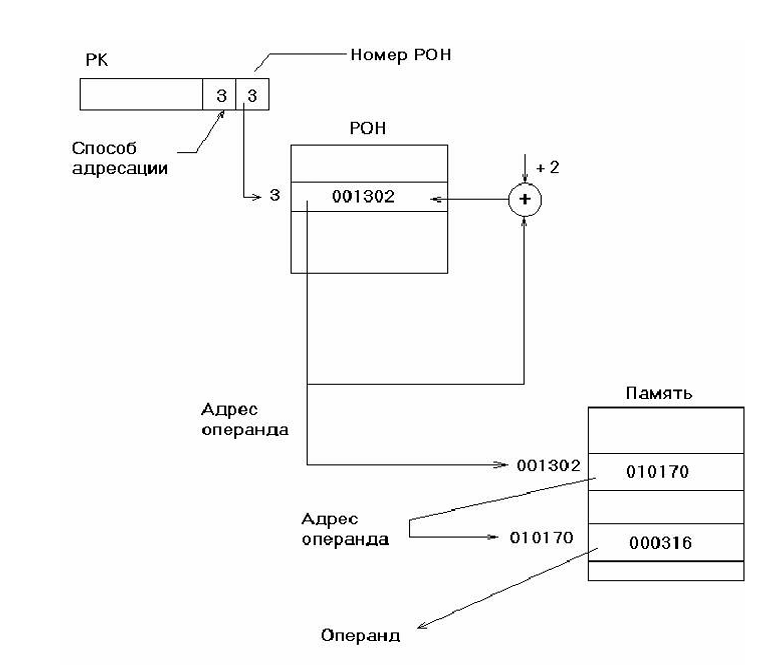 РК
Номер РОН
3 3
Способ
адресации
РОН
+ 2
3
001302
+
Адрес
операнда
Память
001302
010170
Адрес
операнда
010170
000316
Операнд